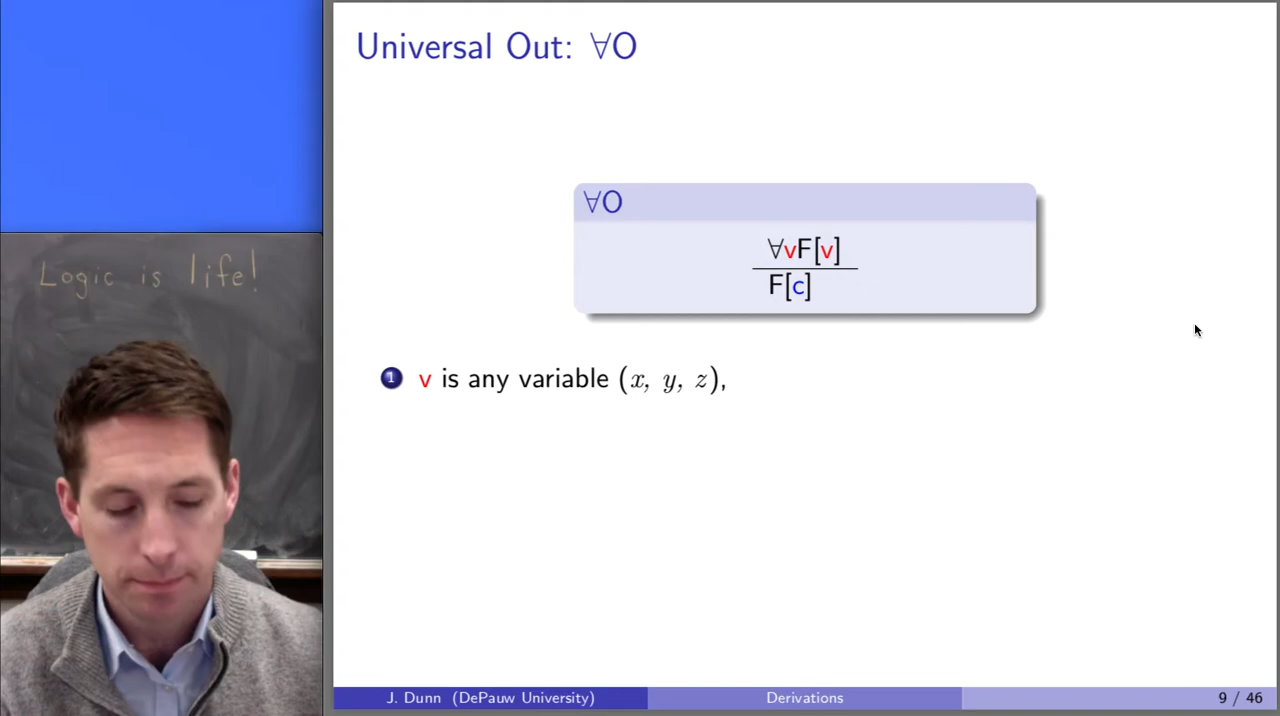 Universal Out: ∀O
Logic is life!
∀O
∀vF[v]
F[c]
1 v is any variable (x, y, z),
J. Dunn (DePauw University) Derivations 9 / 46